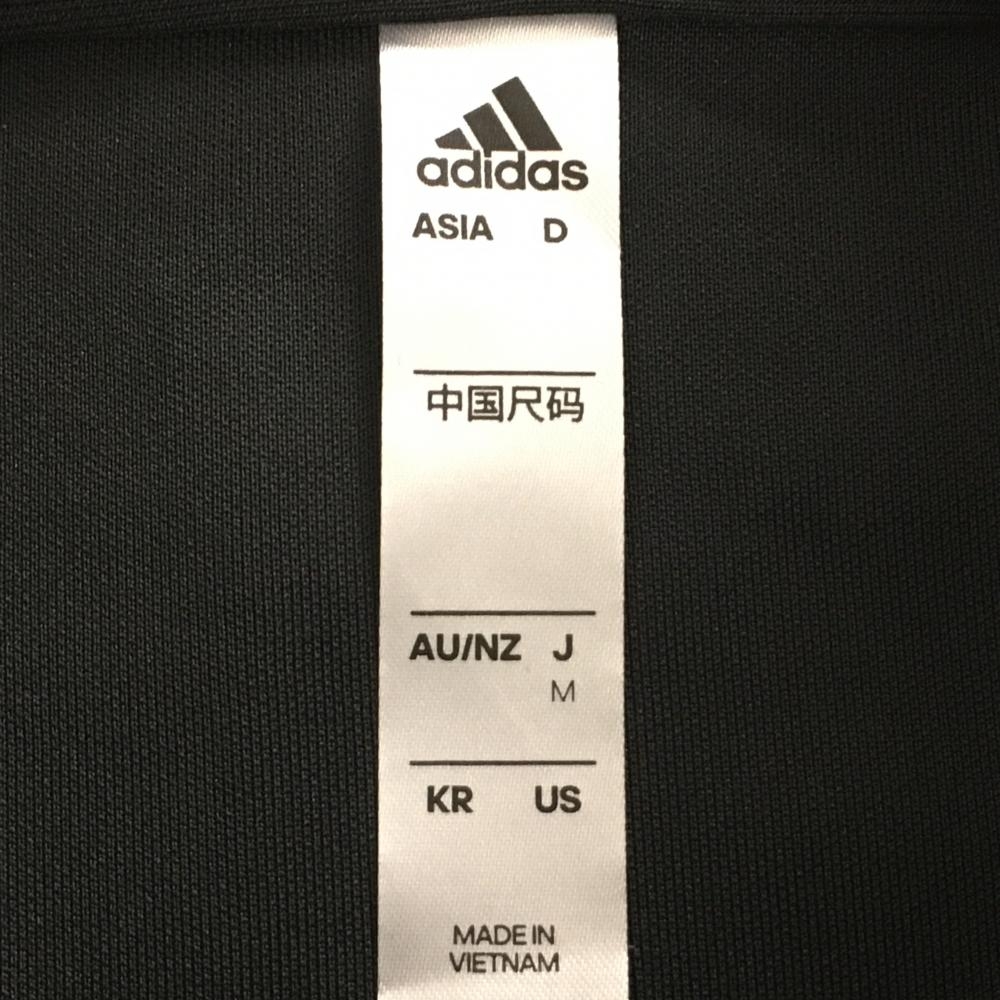 adidas
ASIA D
中国尺码
AU/NZ J
M
KR US
MADE IN
VIETNAM